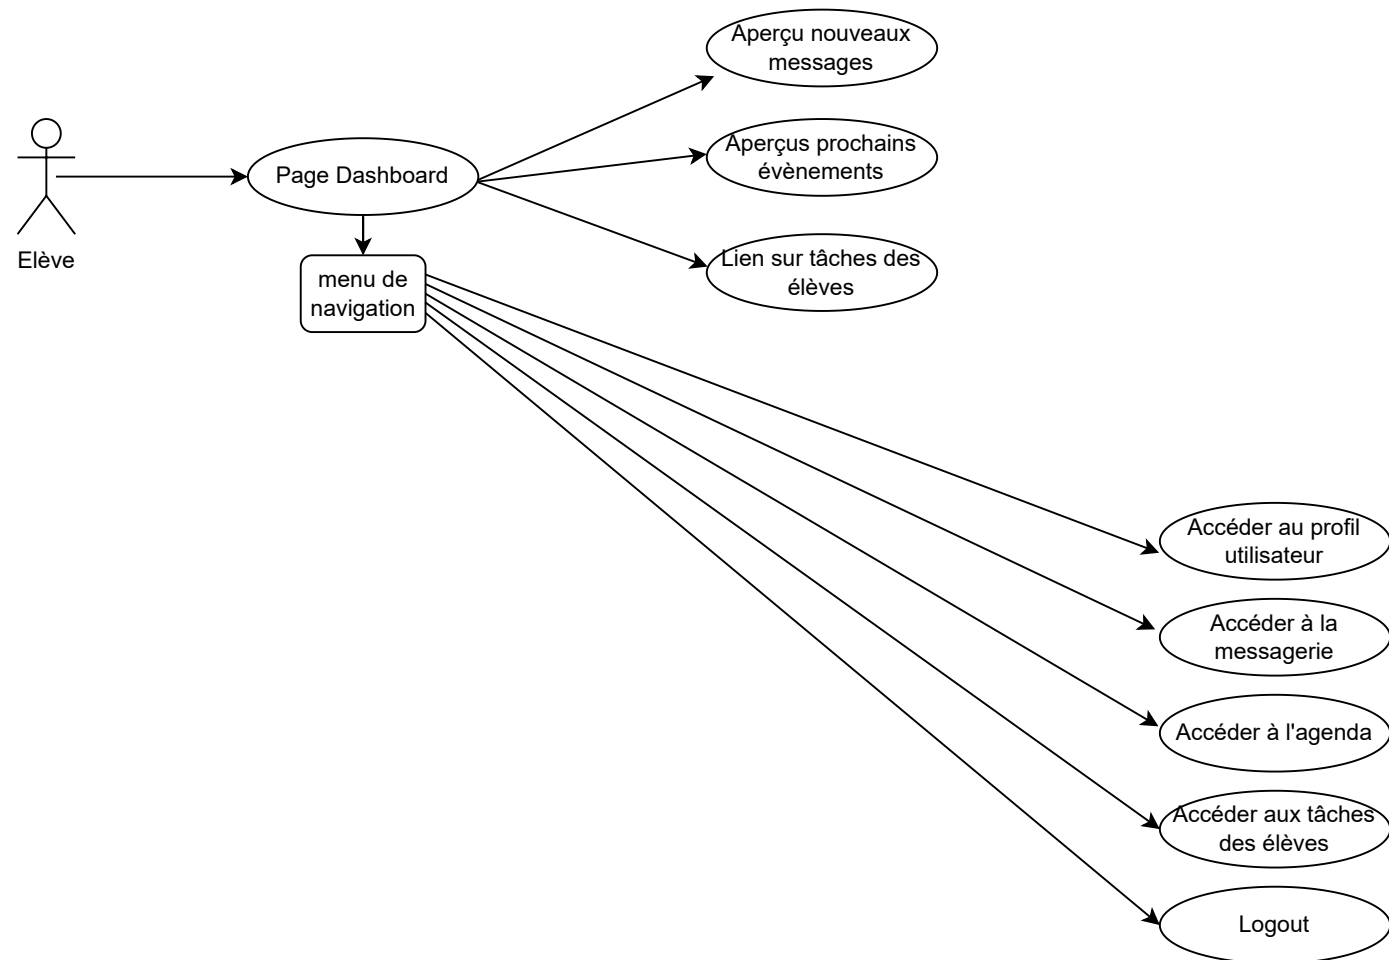 Aperçu nouveaux
messages
Aperçus prochains
évènements
Page Dashboard
Elève
Lien sur tâches des
élèves
menu de
navigation
Accéder au profil
utilisateur
Accéder à la
messagerie
Accéder à l'agenda
Accéder aux tâches
des élèves
Logout